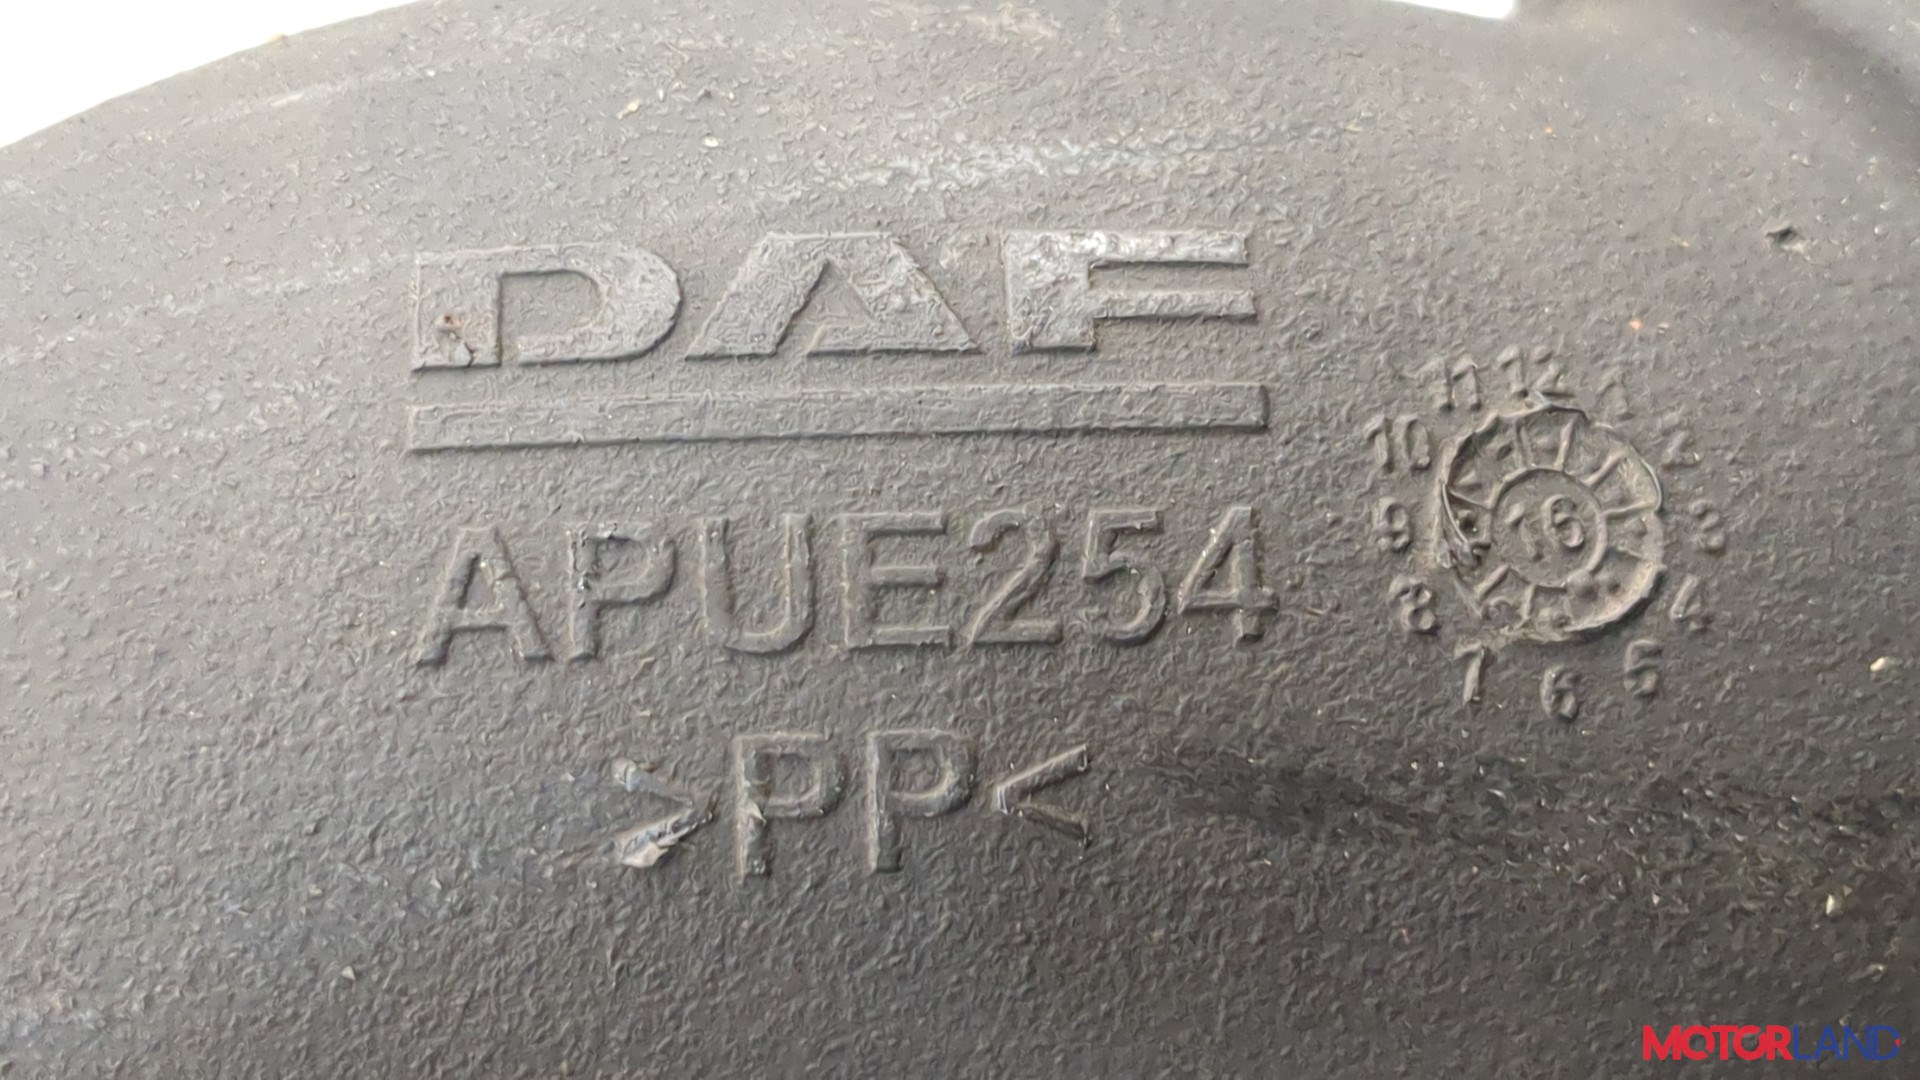 DAF
APUE254
>PP<
11 12 1
10 2
9 16 3
8 4
7 6 5
MOTORLAND